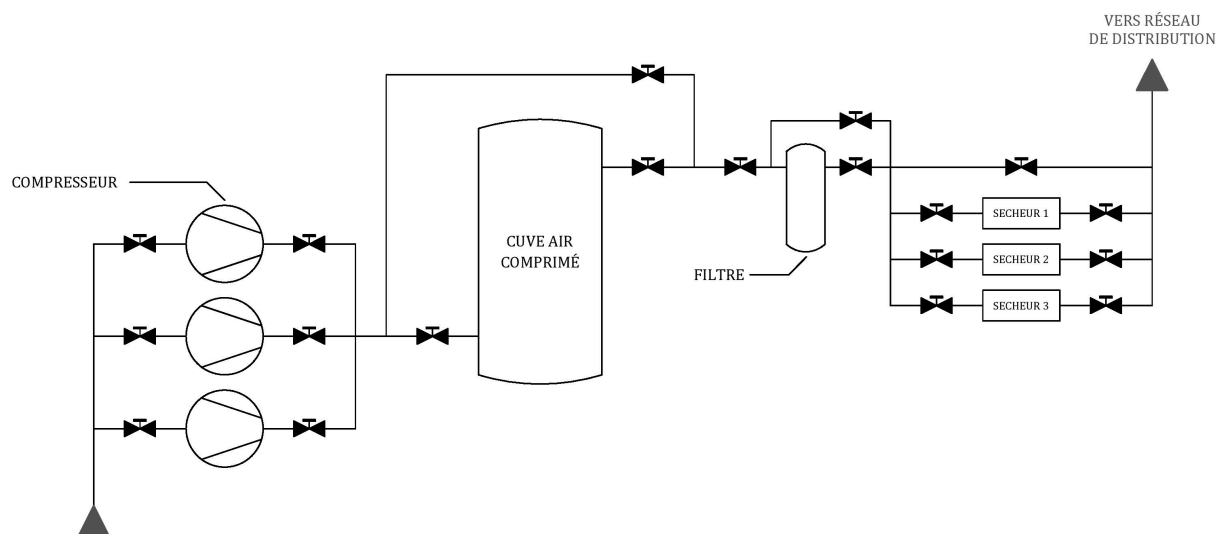 VERS RÉSEAU
DE DISTRIBUTION
COMPRESSEUR
CUVE AIR
COMPRIMÉ
FILTRE
SECHEUR 1
SECHEUR 2
SECHEUR 3